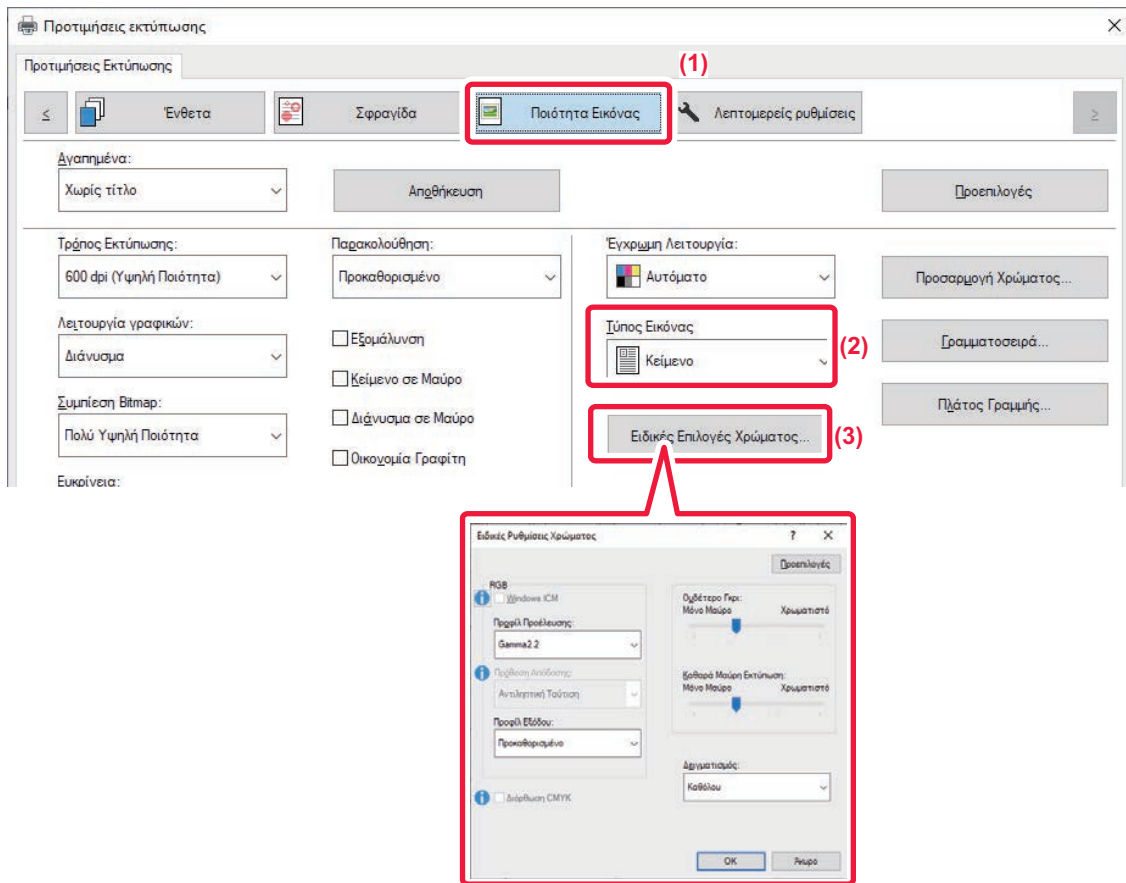 Προτιμήσεις εκτύπωσης
Προτιμήσεις Εκτύπωσης
(1)
≤ Ένθετα Σφραγίδα Ποιότητα Εικόνας Λεπτομερείς ρυθμίσεις ≥
Αγαπημένα:
Χωρίς τίτλο Αποθήκευση Προεπιλογές
Τρόπος Εκτύπωσης: Παρακολούθηση: Έγχρωμη Λειτουργία:
600 dpi (Υψηλή Ποιότητα) Προκαθορισμένο Αυτόματο Προσαρμογή Χρώματος...
Λειτουργία γραφικών: Εξομάλυνση Τύπος Εικόνας
Διάνυσμα Κείμενο (2) Γραμματοσειρά...
Κείμενο σε Μαύρο
Συμπίεση Bitmap: Διάνυσμα σε Μαύρο Πλάτος Γραμμής...
Πολύ Υψηλή Ποιότητα Ειδικές Επιλογές Χρώματος... (3)
Οικονομία Γραφίτη
Ευκρίνεια:
Ειδικές Ρυθμίσεις Χρώματος ?
Προεπιλογές
RGB
Windows ICM Ουδέτερο Γκρι:
Μόνο Μαύρο Χρωματιστό
Προφίλ Προέλευσης:
Gamma2.2
Πρόθεση Απόδοσης: Καθαρά Μαύρη Εκτύπωση:
Αντιληπτική Ταύτιση Μόνο Μαύρο Χρωματιστό
Προφίλ Εξόδου:
Προκαθορισμένο
Δειγματισμός:
Καθόλου
Διόρθωση CMYK
OK Άκυρο